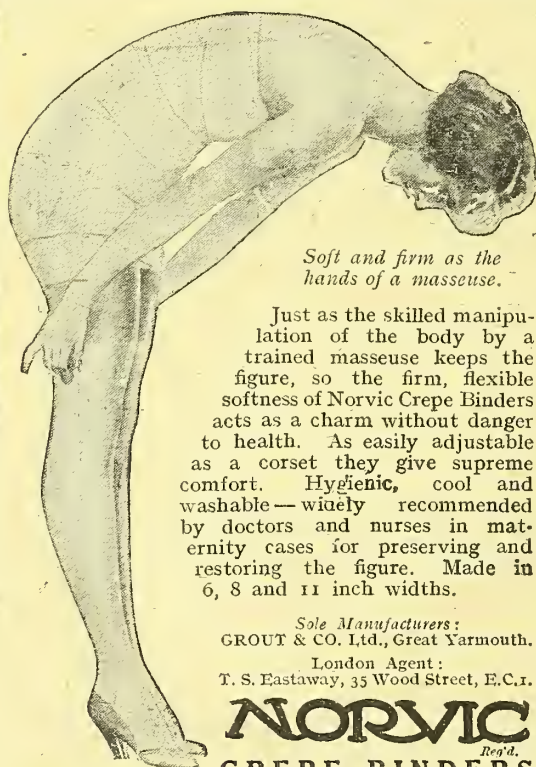 Soft and firm as the
hands of a masseuse.
Just as the skilled manipu-
lation of the body by a
trained masseuse keeps the
figure, so the firm, flexible
softness of Norvic Crepe Binders
acts as a charm without danger
to health. As easily adjustable
as a corset they give supreme
comfort. Hygienic, cool and
washable — widely recommended
by doctors and nurses in mat-
ernity cases for preserving and
restoring the figure. Made in
6, 8 and 11 inch widths.
Sole Manufacturers:
GROUT & CO. Ltd., Great Yarmouth.
London Agent:
T. S. Eastaway, 35 Wood Street, E.C.1.
NORVIC
Reg'd.
CREPE BINDERS